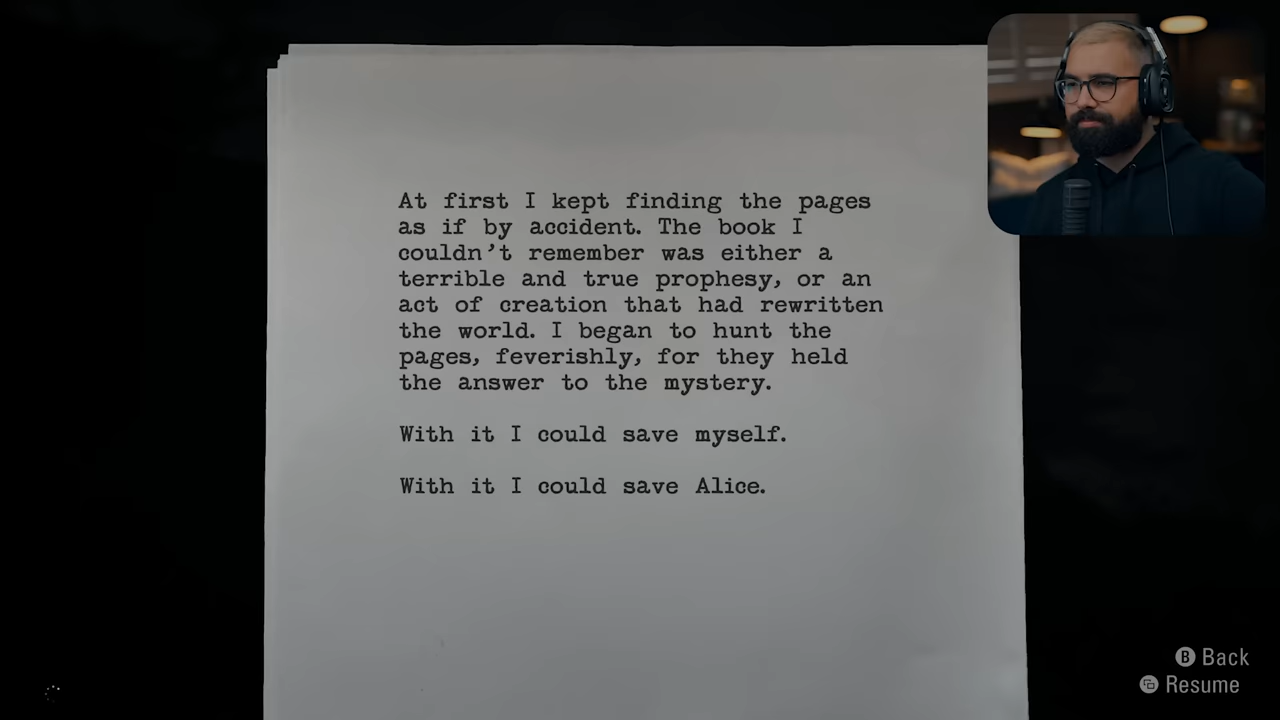 At first I kept finding the pages
as if by accident. The book I
couldn't remember was either a
terrible and true prophesy, or an
act of creation that had rewritten
the world. I began to hunt the
pages, feverishly, for they held
the answer to the mystery.
With it I could save myself.
With it I could save Alice.
B Back
Resume